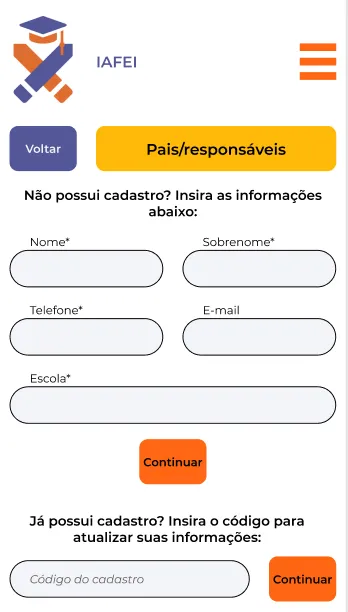 IAFEI
Voltar
Pais/responsáveis
Não possui cadastro? Insira as informações
abaixo:
Nome*
Sobrenome*
Telefone*
E-mail
Escola*
Continuar
Já possui cadastro? Insira o código para
atualizar suas informações:
Código do cadastro
Continuar